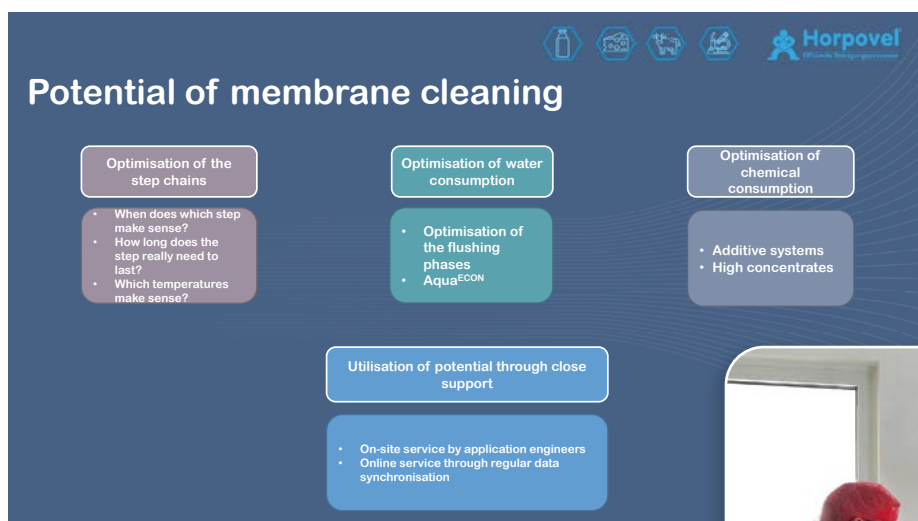 Horpovel
Potential of membrane cleaning
Optimisation of the
step chains
• When does which step
make sense?
• How long does the
step really need to
last?
• Which temperatures
make sense?
Optimisation of water
consumption
• Optimisation of
the flushing
phases
• AquaECON
Optimisation of
chemical
consumption
• Additive systems
• High concentrates
Utilisation of potential through close
support
• On-site service by application engineers
• Online service through regular data
synchronisation